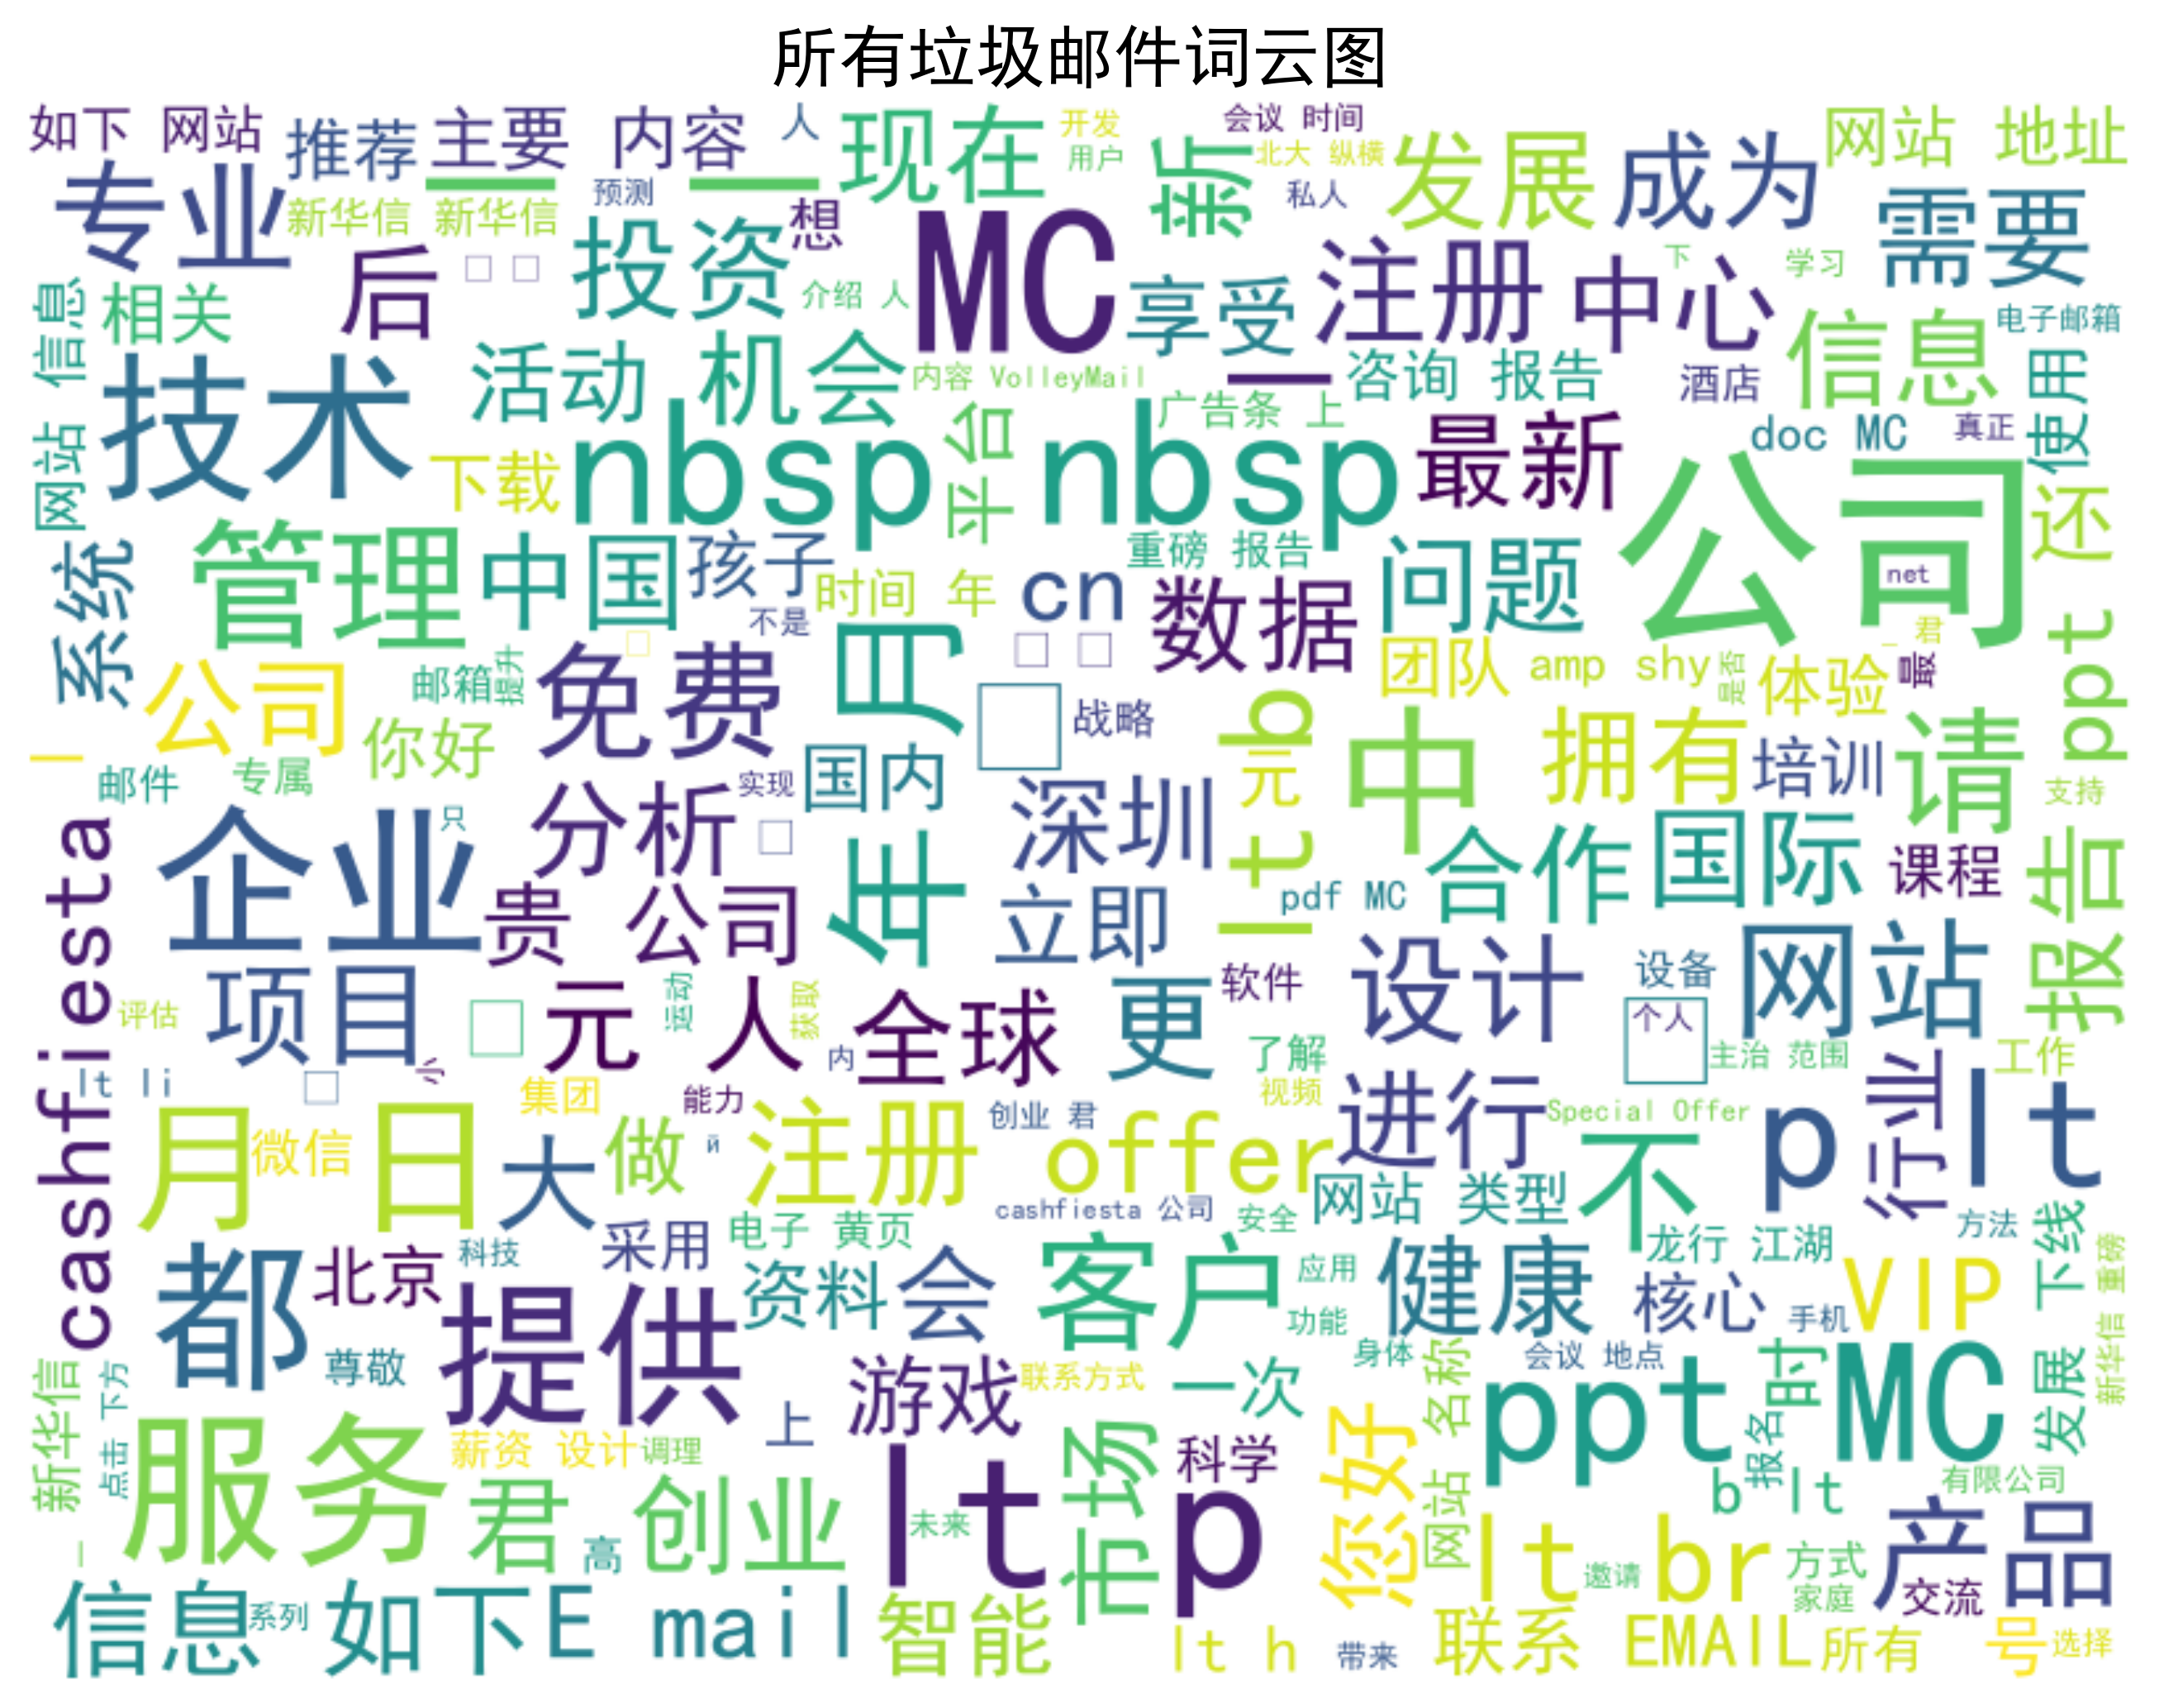 所有垃圾邮件词云图
如下 网站
推荐
主要
内容
人
现在
开发
用户
会议 时间
新
北大 纵横
私人
发展
成为
网站 地址
专业
新华信 新华信
预测
想
投资
MC
需要
后
介绍 人
享受
注册
中心
下
学习
信息
电子邮箱
网站 信息
相关
技术
活动
机会
内容 VolleyMail
一
咨询 报告
酒店
使用
广告条 上
下载
nbsp nbsp
平台
最新
doc MC
真正
公司
net
还
系统
管理
中国
孩子
时间 年
不是
cn
重磅 报告
数据
问题
ppt
公司
邮箱
提升
免费
月
年
团队
amp shy
是否
体验
最
君
你好
战略
lt b
元
中
拥有
培训
请
支持
邮件
专属
国内
实现
深圳
企业
只
分析
合作
国际
课程
报告
cashfiesta
贵 公司
立即
pdf MC
设计
设备
网站
项目
评估
元
运动
人
获取
全球
内
更
软件
了解
个人
主治 范围
工作
lt li
小
集团
能力
视频
进行
Special Offer
行业
p lt
月
微信
日
大
做
й
注册
创业 君
offer
不
网站 类型
cashfiesta 公司
安全
龙行 江湖
方法
下线
都
北京
科技
采用
电子 黄页
资料
会
客户
应用
功能
健康
核心
手机
VIP
新华信 重磅
尊敬
提供
游戏
联系方式
一次
身体
会议 地点
网站 名称
ppt MC
时
报名
发展
新华信
点击 下方
服务
薪资 设计
调理
上
君
高
创业
lt p
未来
市场
科学
您好
b lt
有限公司
产品
信息
系列
如下
E mail
智能
lt br
邀请
方式
家庭
交流
lt h
带来
联系
EMAIL
所有
号
选择